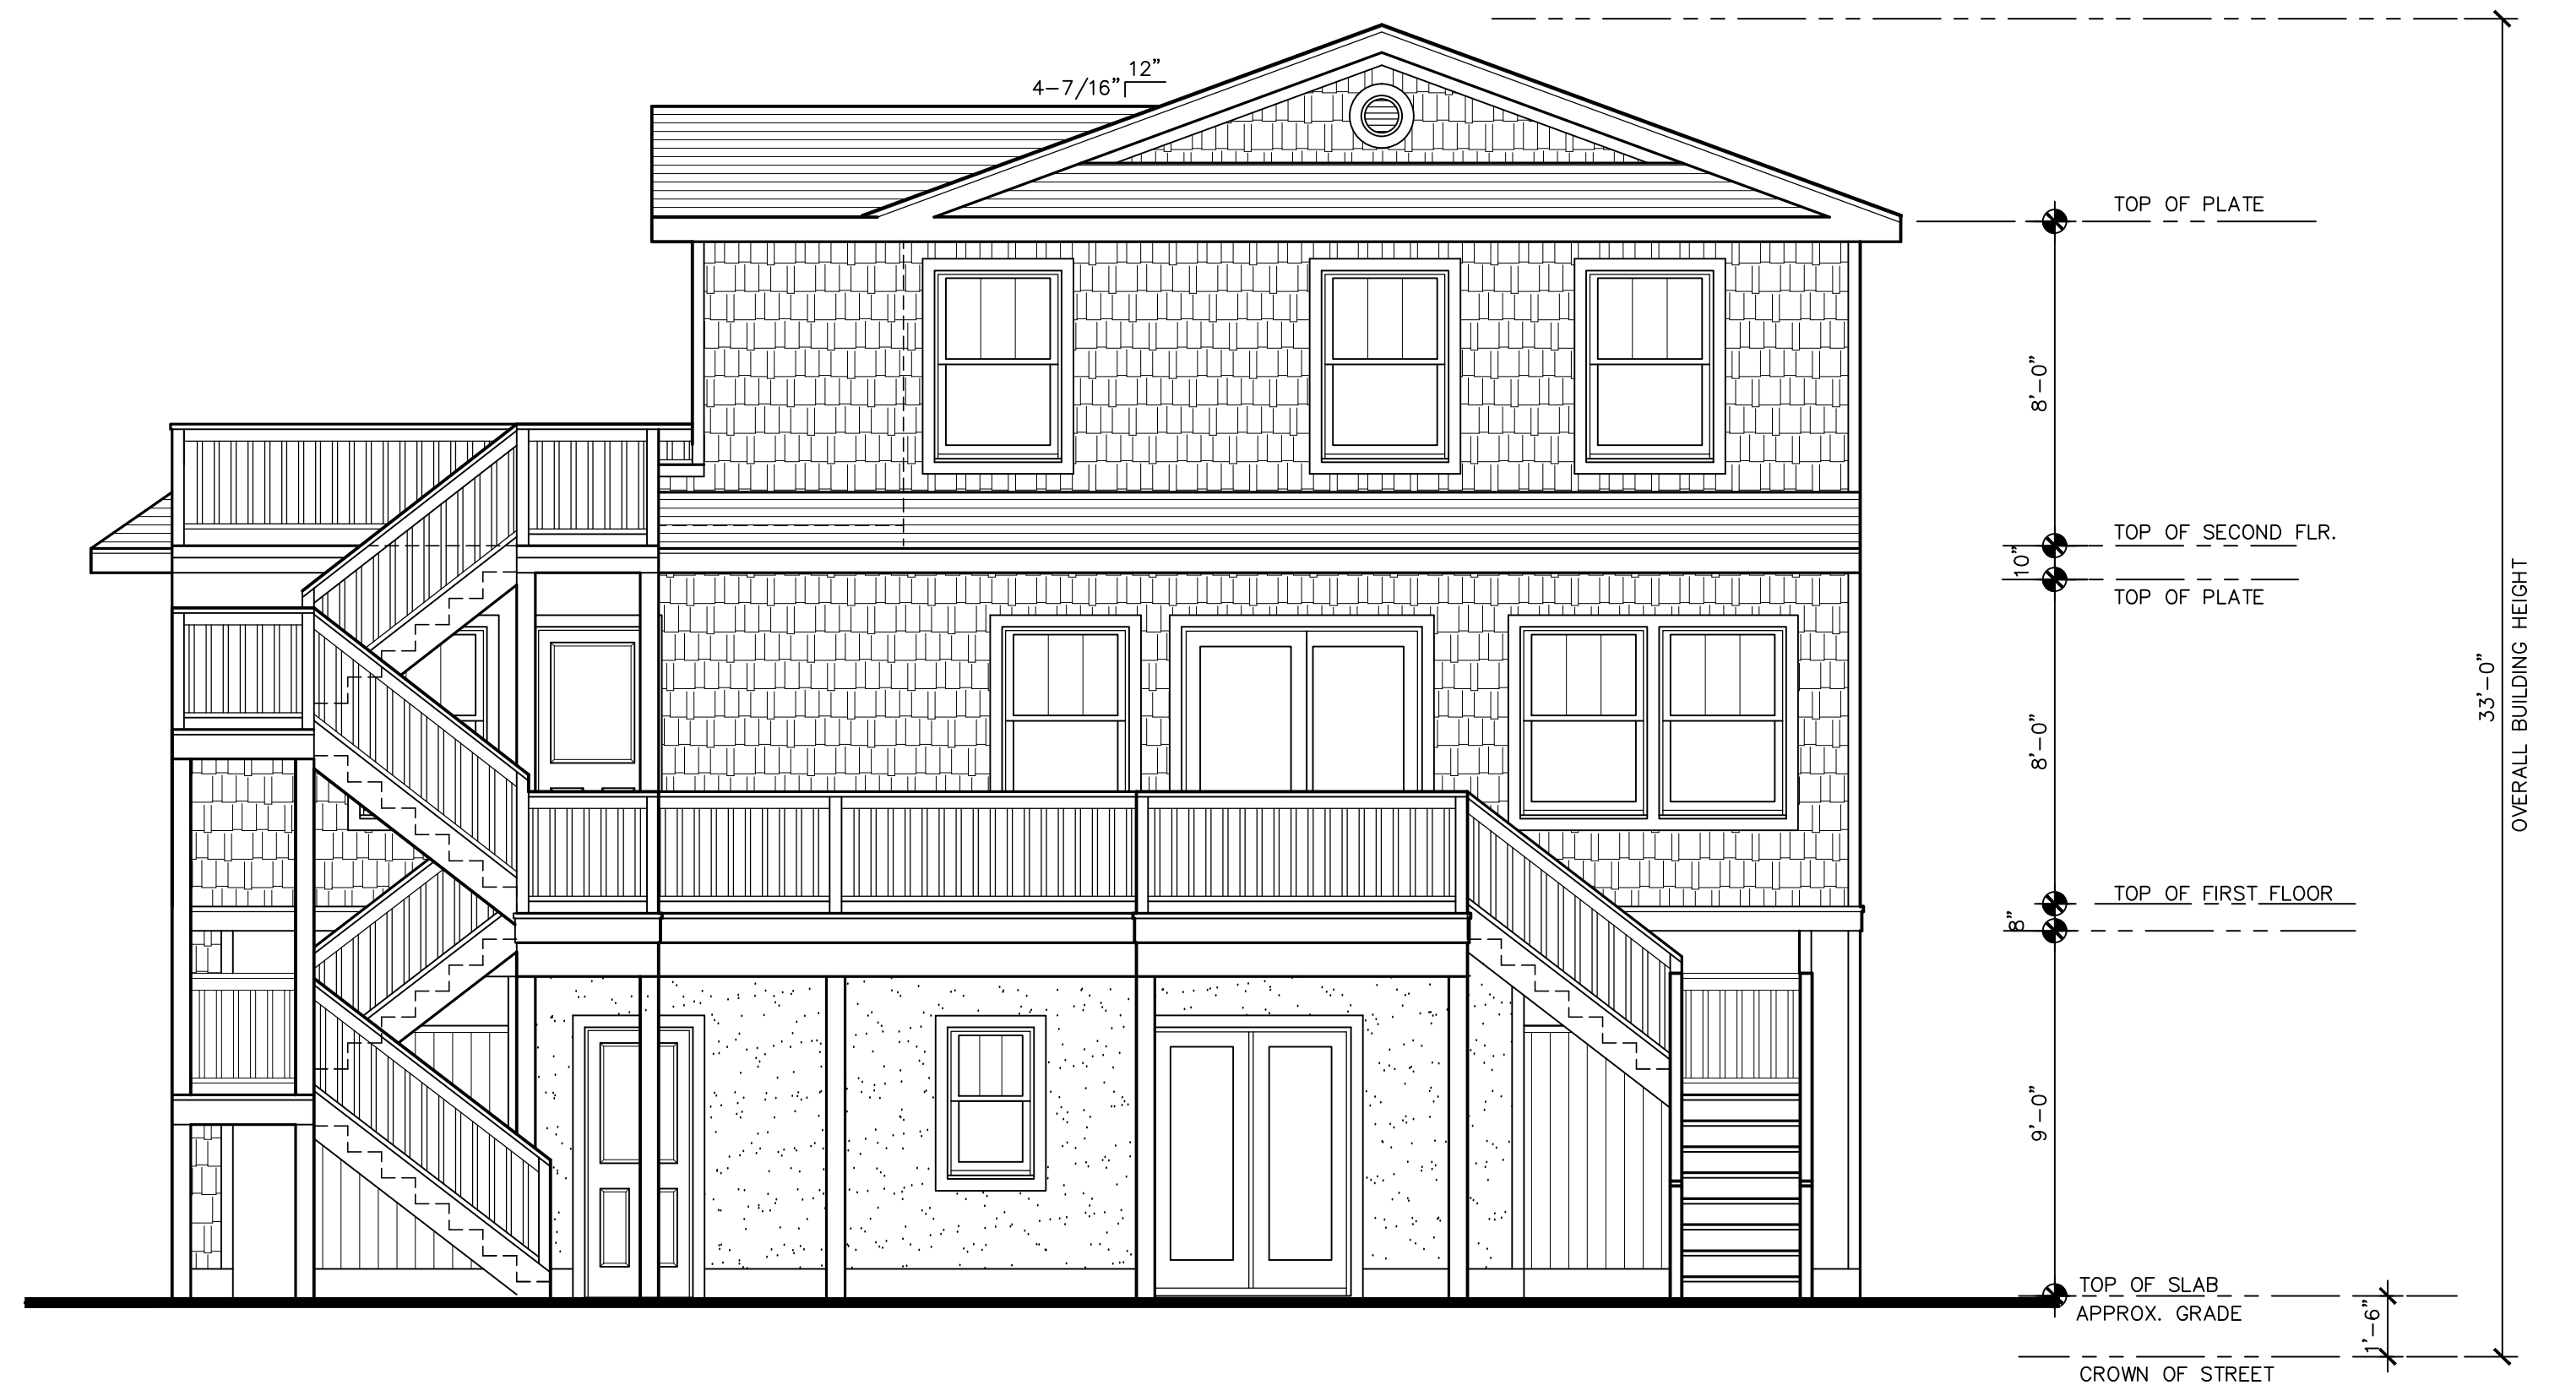 12"
4-7/16"
TOP OF PLATE
8'-0"
TOP OF SECOND FLR.
10"
TOP OF PLATE
8'-0"
33'-0"
OVERALL BUILDING HEIGHT
TOP OF FIRST FLOOR
8"
9'-0"
TOP OF SLAB
APPROX. GRADE
1'-6"
CROWN OF STREET